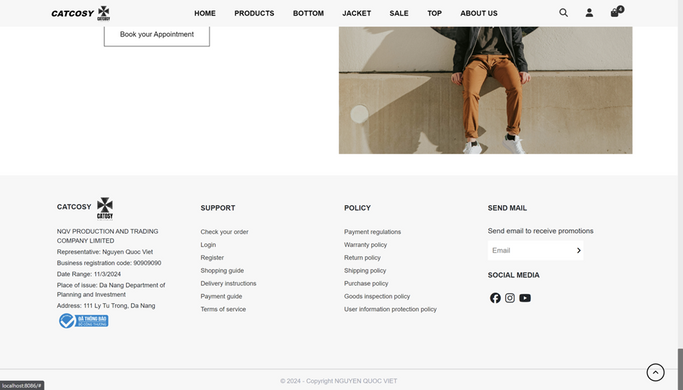 CATCOSY
CATCOSY
HOME
PRODUCTS
BOTTOM
JACKET
SALE
TOP
ABOUT US
4
Book your Appointment
CATCOSY
CATCOSY
NQV PRODUCTION AND TRADING
COMPANY LIMITED
Representative: Nguyen Quoc Viet
Business registration code: 90909090
Date Range: 11/3/2024
Place of issue: Da Nang Department of
Planning and Investment
Address: 111 Ly Tu Trong, Da Nang
ĐÃ THÔNG BÁO
BỘ CÔNG THƯƠNG
SUPPORT
Check your order
Login
Register
Shopping guide
Delivery instructions
Payment guide
Terms of service
POLICY
Payment regulations
Warranty policy
Return policy
Shipping policy
Purchase policy
Goods inspection policy
User information protection policy
SEND MAIL
Send email to receive promotions
Email
SOCIAL MEDIA
© 2024 - Copyright NGUYEN QUOC VIET
localhost:8086/#